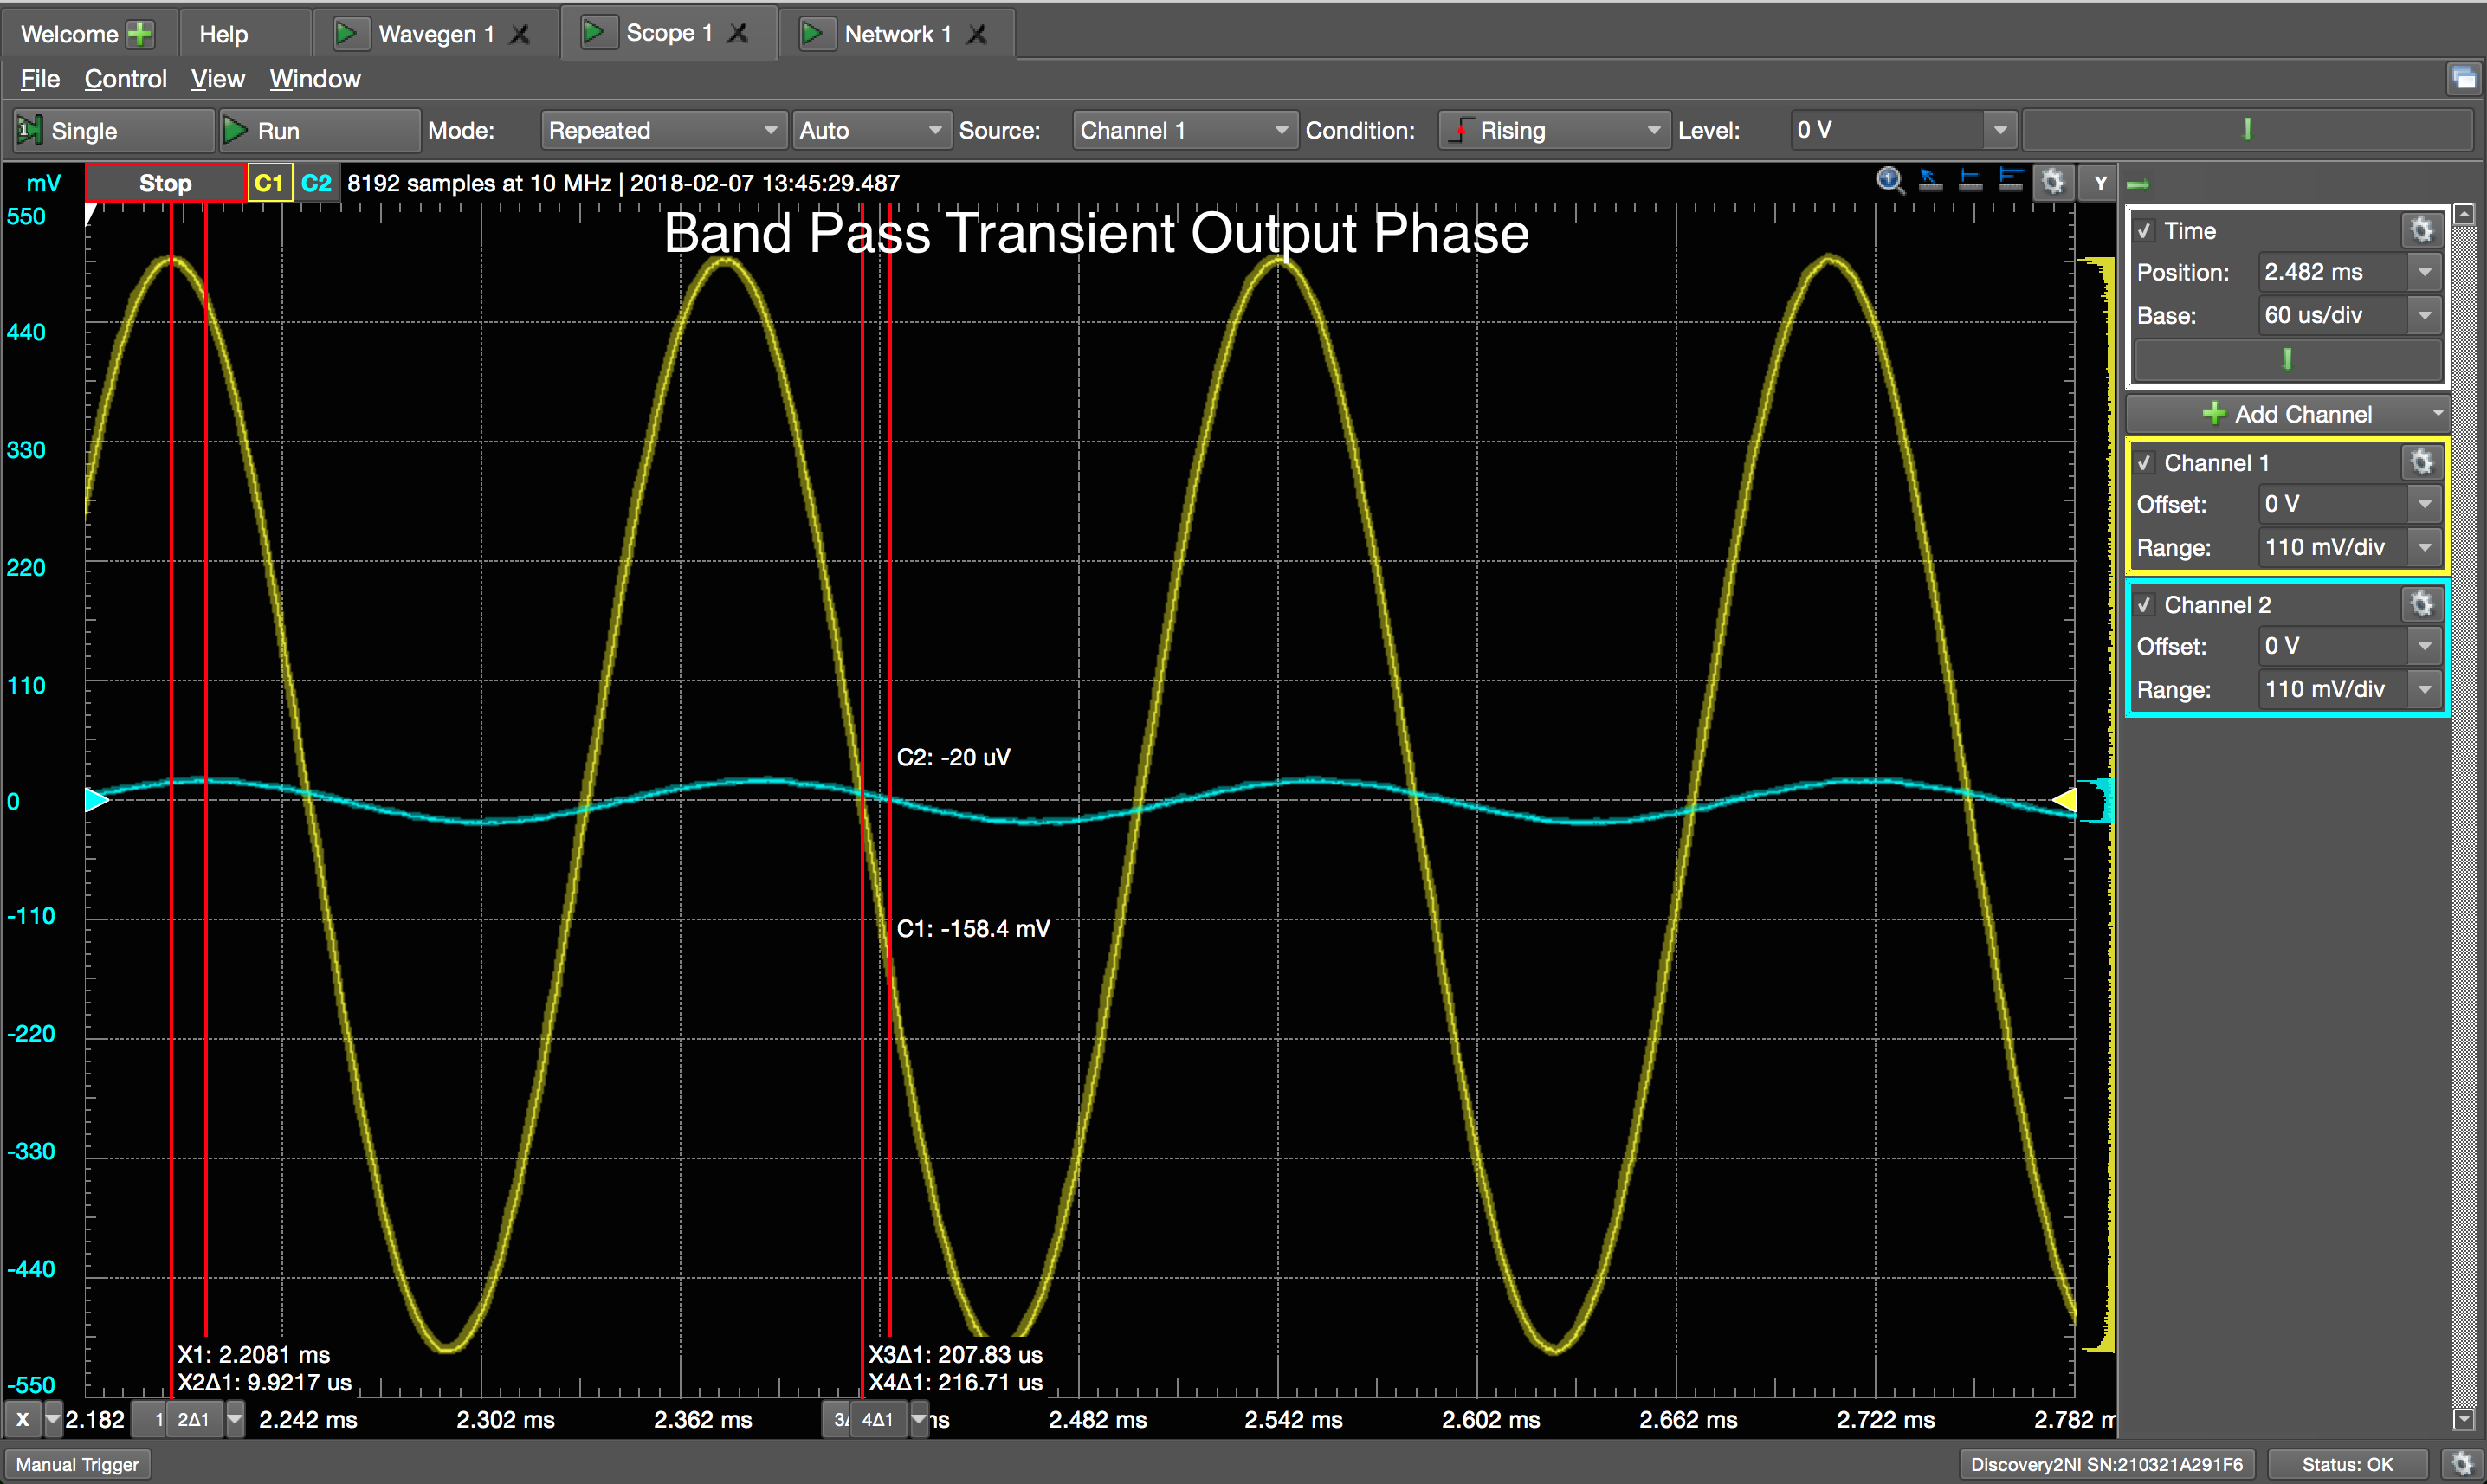 Welcome
Help
Wavegen 1
Scope 1
Network 1
File Control View Window
1 Single
Run
Mode: Repeated Auto Source: Channel 1 Condition: Rising Level: 0 V
mV Stop C1 C2 8192 samples at 10 MHz | 2018-02-07 13:45:29.487 Y
Band Pass Transient Output Phase
550
440
330
220
110
0
-110
-220
-330
-440
-550
C2: -20 uV
C1: -158.4 mV
X1: 2.2081 ms
X2Δ1: 9.9217 us
X3Δ1: 207.83 us
X4Δ1: 216.71 us
X 2.182 1 2Δ1 2.242 ms 2.302 ms 2.362 ms 3 4Δ1 ms 2.482 ms 2.542 ms 2.602 ms 2.662 ms 2.722 ms 2.782 m
Time
Position: 2.482 ms
Base: 60 us/div
Add Channel
Channel 1
Offset: 0 V
Range: 110 mV/div
Channel 2
Offset: 0 V
Range: 110 mV/div
Manual Trigger
Discovery2NI SN:210321A291F6
Status: OK